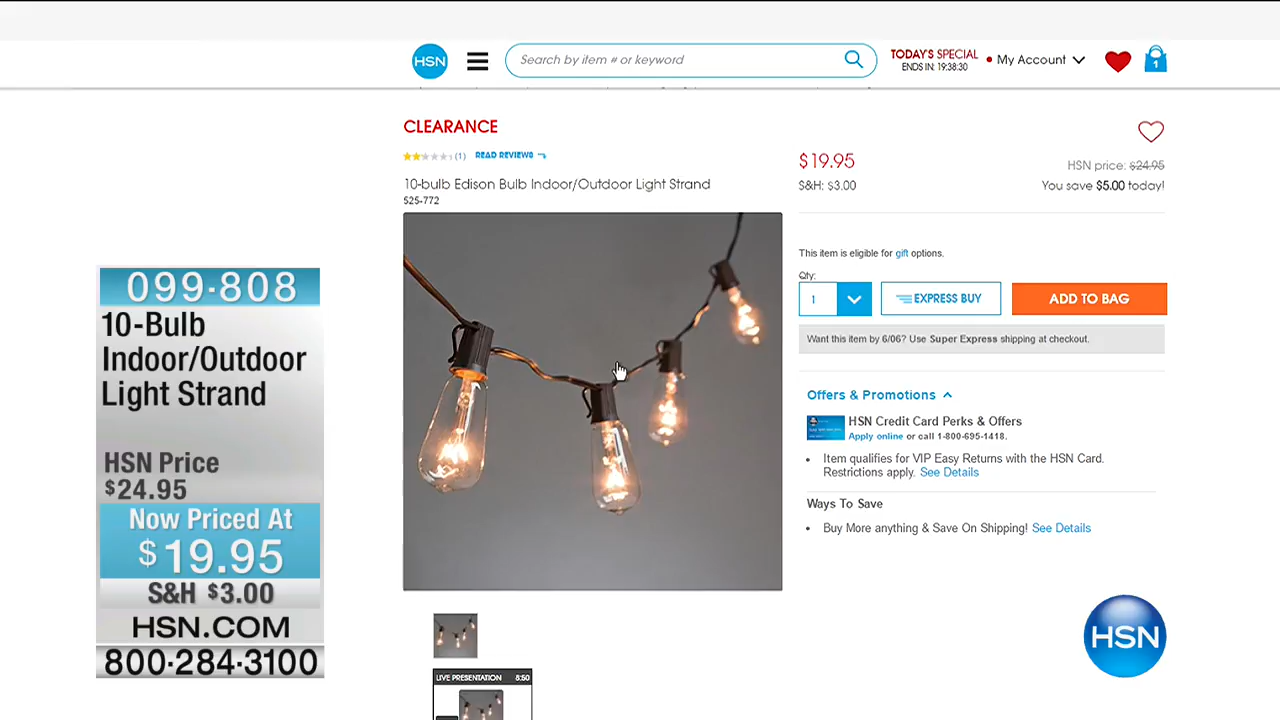 HSN
Search by item # or keyword
TODAY'S SPECIAL
ENDS IN: 19:38:30
My Account
1
CLEARANCE
(1)
READ REVIEWS
10-bulb Edison Bulb Indoor/Outdoor Light Strand
525-772
$19.95
HSN price: $24.95
S&H: $3.00
You save $5.00 today!
This item is eligible for gift options.
Qty:
1
EXPRESS BUY
ADD TO BAG
Want this item by 6/06? Use Super Express shipping at checkout.
Offers & Promotions
HSN Credit Card Perks & Offers
Apply online or call 1-800-695-1418.
• Item qualifies for VIP Easy Returns with the HSN Card.
Restrictions apply. See Details
Ways To Save
• Buy More anything & Save On Shipping! See Details
LIVE PRESENTATION 5:50
099-808
10-Bulb
Indoor/Outdoor
Light Strand
HSN Price
$24.95
Now Priced At
$19.95
S&H $3.00
HSN.COM
800-284-3100
HSN